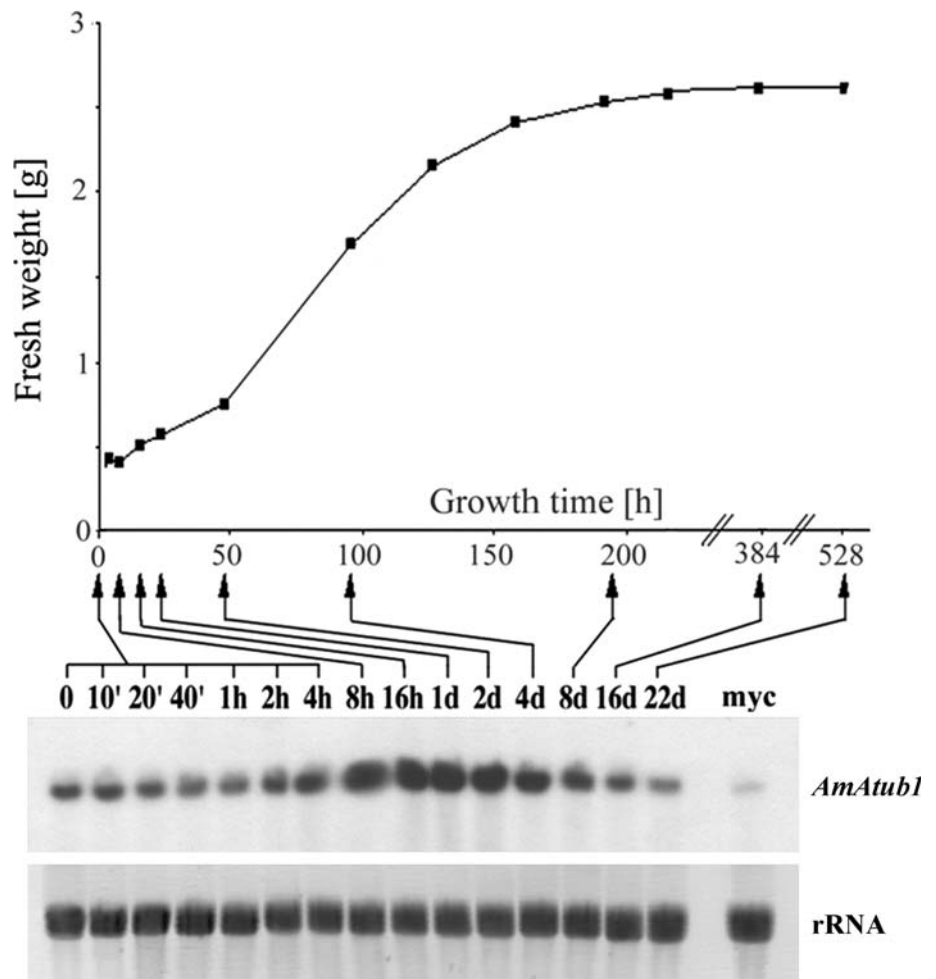 3
2
1
0
Fresh weight [g]
Growth time [h]
0 50 100 150 200 384 528
0 10' 20' 40' 1h 2h 4h 8h 16h 1d 2d 4d 8d 16d 22d myc
AmAtub1
rRNA